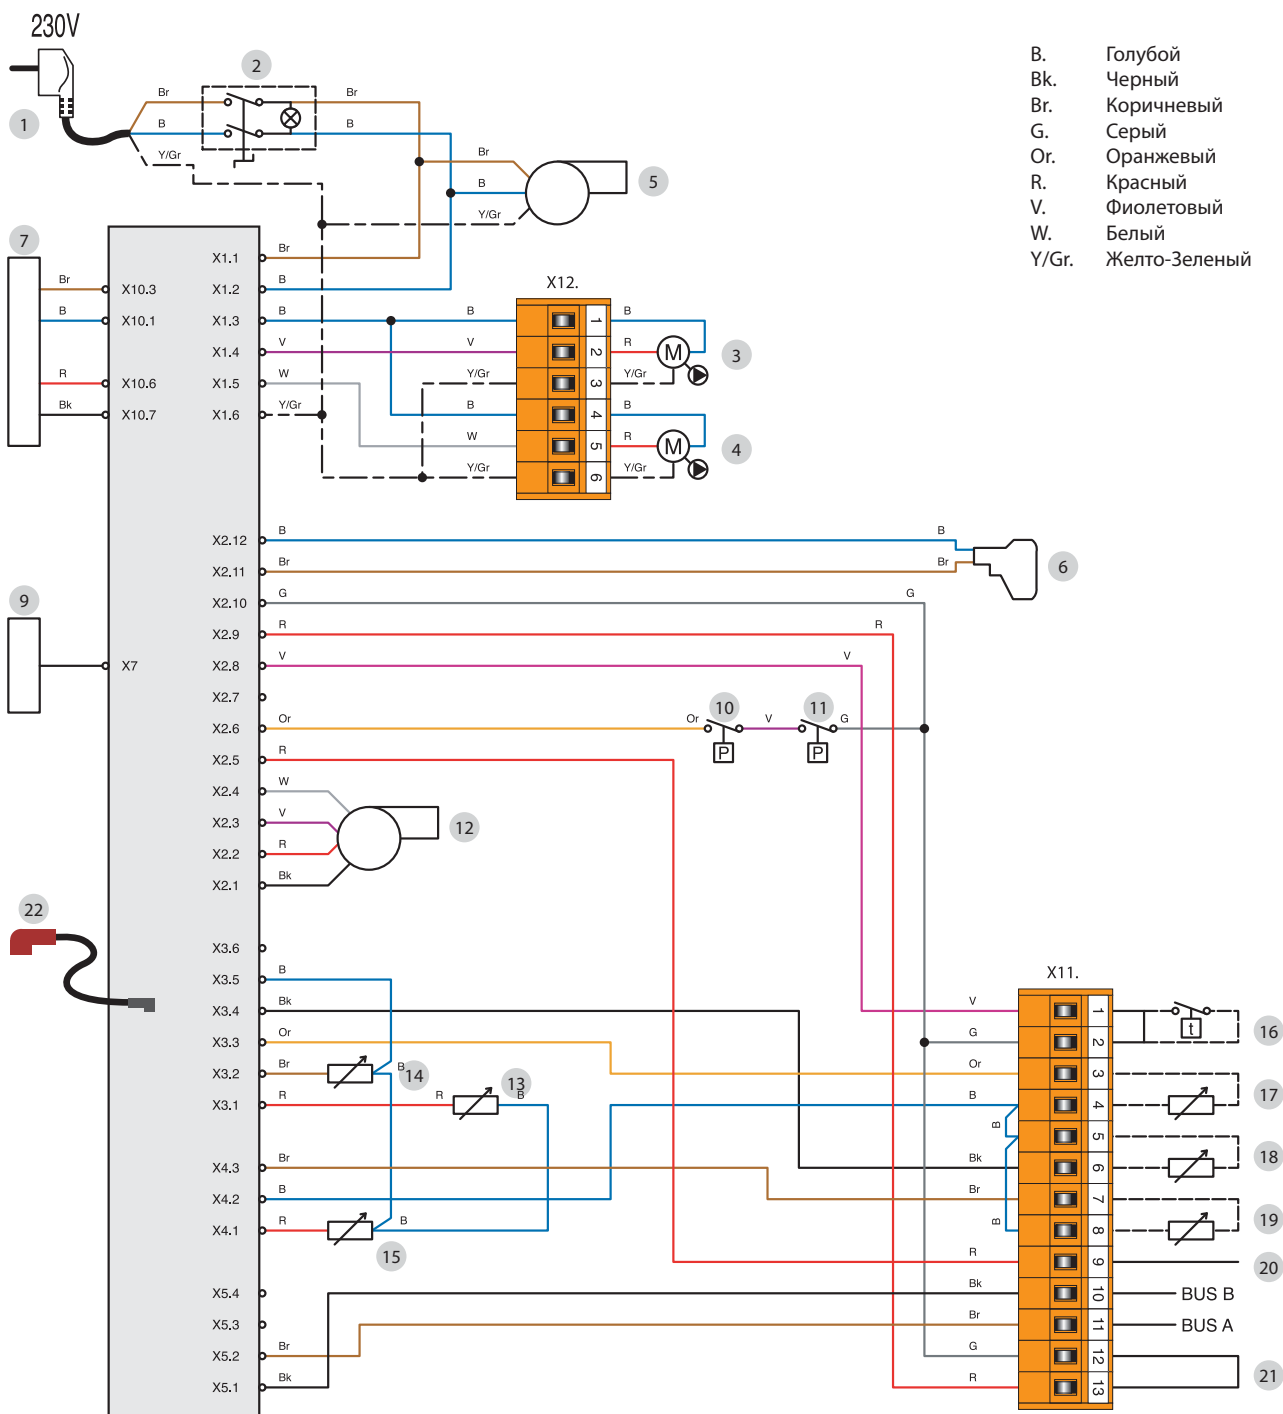 230V
1
2
Br
Br
B
B
Y/Gr
B. Голубой
Bk. Черный
Br. Коричневый
G. Серый
Or. Оранжевый
R. Красный
V. Фиолетовый
W. Белый
Y/Gr. Желто-Зеленый
Br
B
Y/Gr
5
7
Br
B
R
Bk
X10.3
X10.1
X10.6
X10.7
X1.1 Br
X1.2 B
X1.3 B
X1.4 V
X1.5 W
X1.6 Y/Gr
X12.
B 1 B
V 2 R M 3
Y/Gr 3 Y/Gr
B 4 B
W 5 R M 4
Y/Gr 6 Y/Gr
X2.12 B B
X2.11 Br Br 6
X2.10 G G
9
X7
X2.9 R R
X2.8 V V
X2.7
X2.6 Or Or 10 V 11 G
P P
X2.5 R
X2.4 W
X2.3 V 12
X2.2 R
X2.1 Bk
22
X3.6
X3.5 B
X3.4 Bk
X3.3 Or
X3.2 Br B 14
X3.1 R R 13 B
X4.3 Br
X4.2 B
X4.1 R B 15
X5.4
X5.3
X5.2 Br
X5.1 Bk
X11.
V 1
G 2 t 16
Or 3
B 4 17
B 5
Bk 6 18
Br 7
B 8 19
R 9 20
Bk 10 BUS B
Br 11 BUS A
G 12
R 13 21